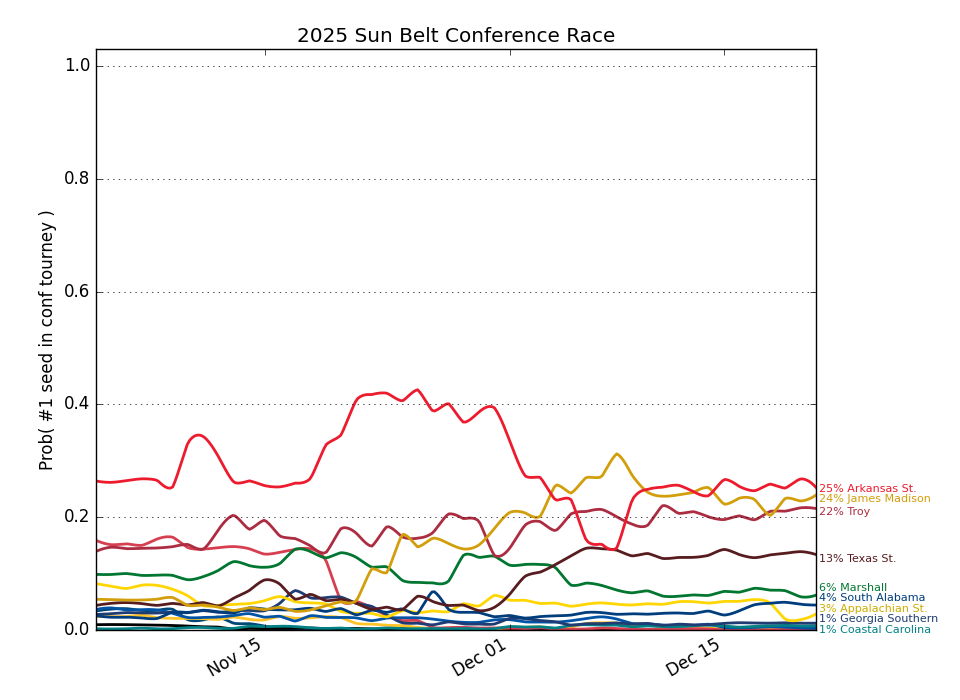 2025 Sun Belt Conference Race
Prob( #1 seed in conf tourney )
1.0
0.8
0.6
0.4
0.2
0.0
Nov 15
Dec 01
Dec 15
25% Arkansas St.
24% James Madison
22% Troy
13% Texas St.
6% Marshall
4% South Alabama
3% Appalachian St.
1% Georgia Southern
1% Coastal Carolina